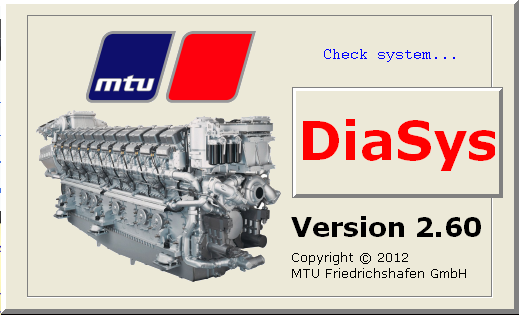 mtu
Check system...
DiaSys
Version 2.60
Copyright © 2012
MTU Friedrichshafen GmbH